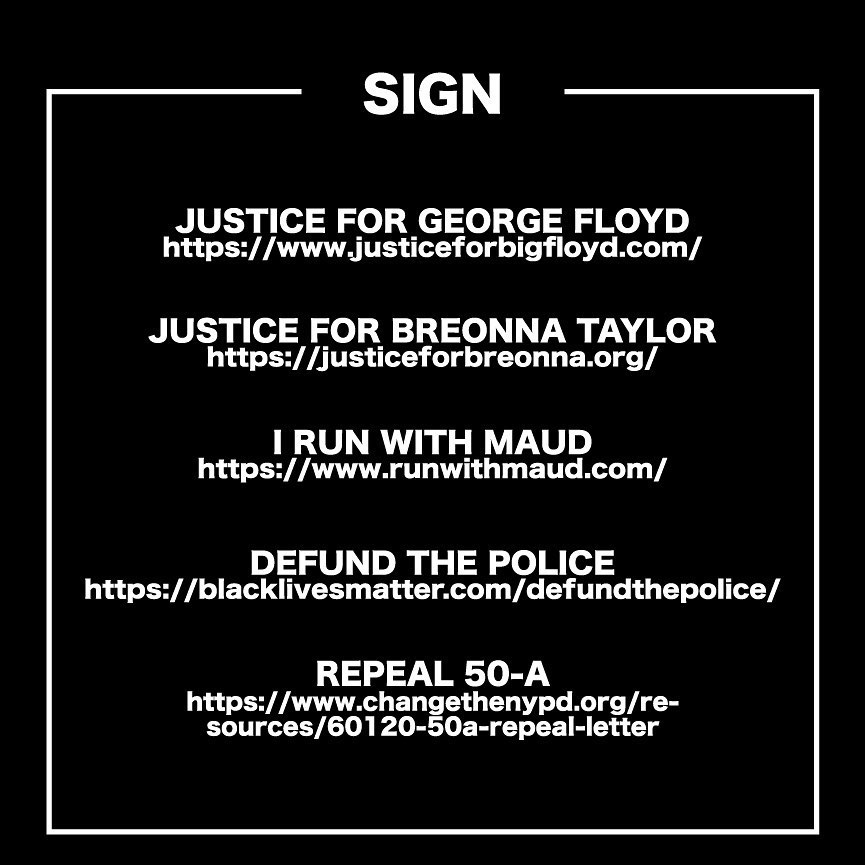 SIGN
JUSTICE FOR GEORGE FLOYD
https://www.justiceforbigfloyd.com/
JUSTICE FOR BREONNA TAYLOR
https://justiceforbreonna.org/
I RUN WITH MAUD
https://www.runwithmaud.com/
DEFUND THE POLICE
https://blacklivesmatter.com/defundthepolice/
REPEAL 50-A
https://www.changethenypd.org/re-
sources/60120-50a-repeal-letter